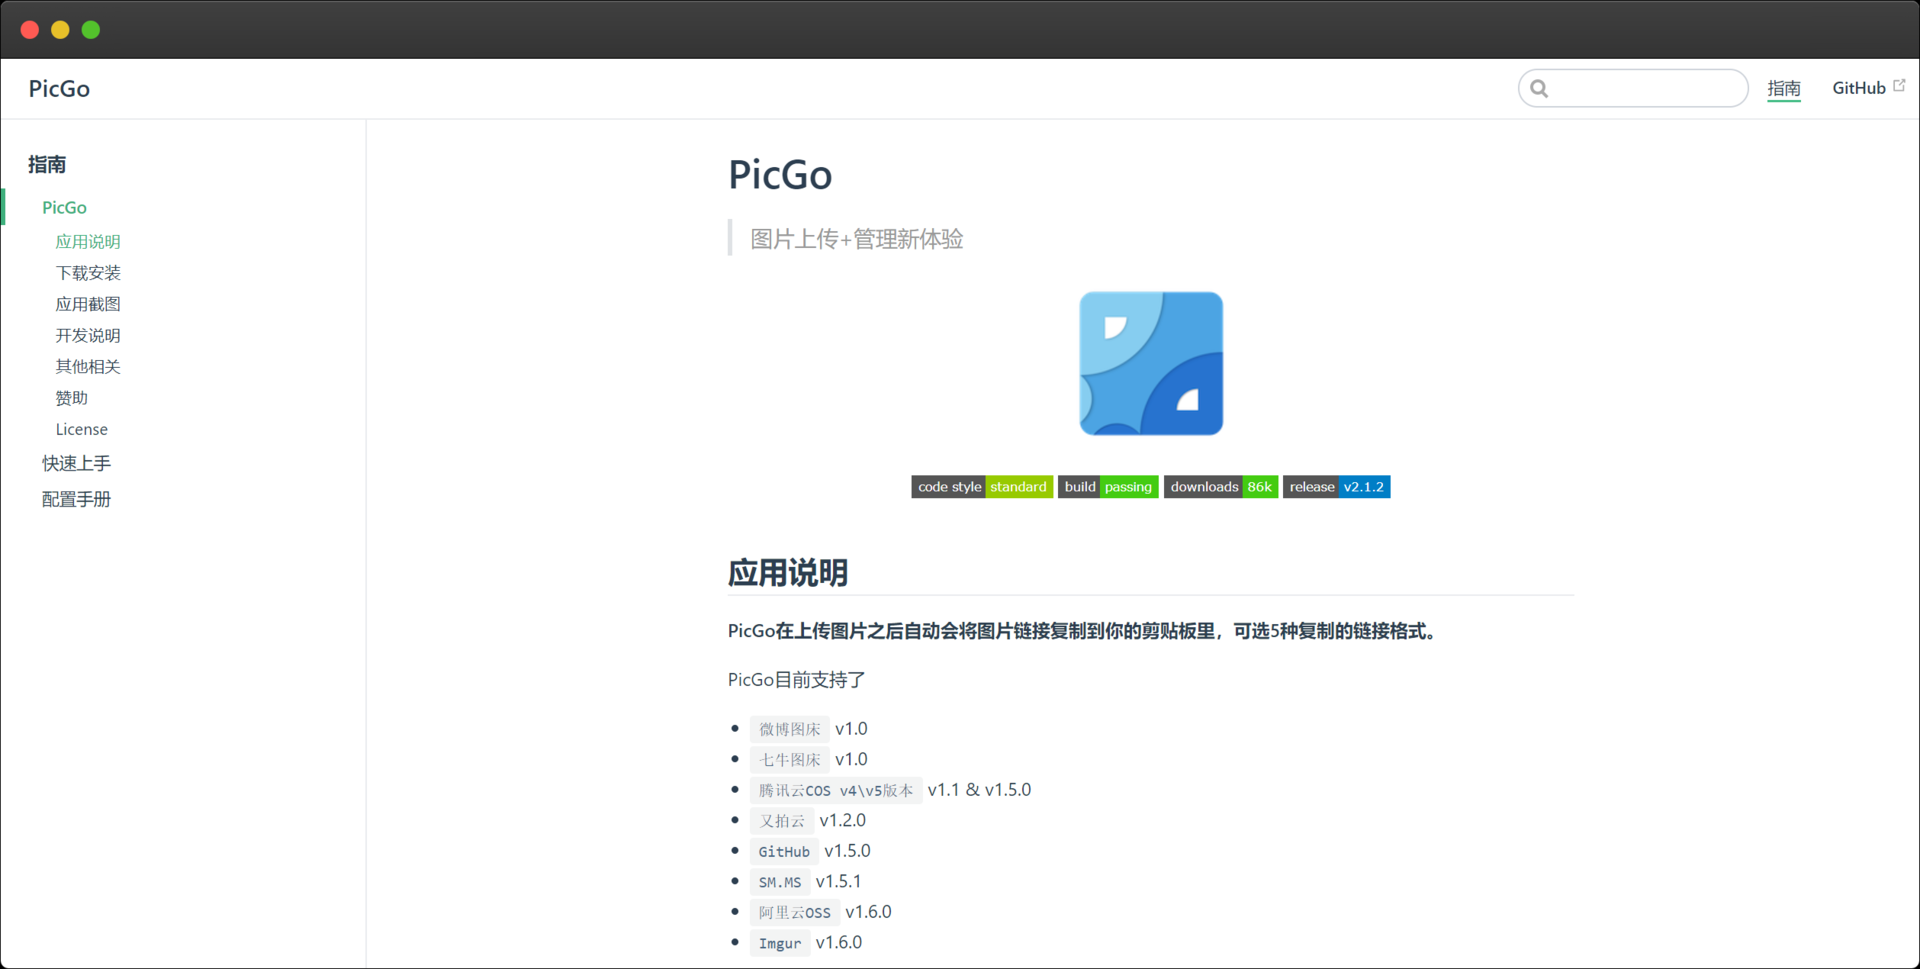 PicGo
指南
GitHub
指南
PicGo
应用说明
下载安装
应用截图
开发说明
其他相关
赞助
License
快速上手
配置手册
PicGo
图片上传+管理新体验
code style standard build passing downloads 86k release v2.1.2
应用说明
PicGo在上传图片之后自动会将图片链接复制到你的剪贴板里，可选5种复制的链接格式。
PicGo目前支持了
微博图床 v1.0
七牛图床 v1.0
腾讯云COS v4\v5版本 v1.1 & v1.5.0
又拍云 v1.2.0
GitHub v1.5.0
SM.MS v1.5.1
阿里云OSS v1.6.0
Imgur v1.6.0